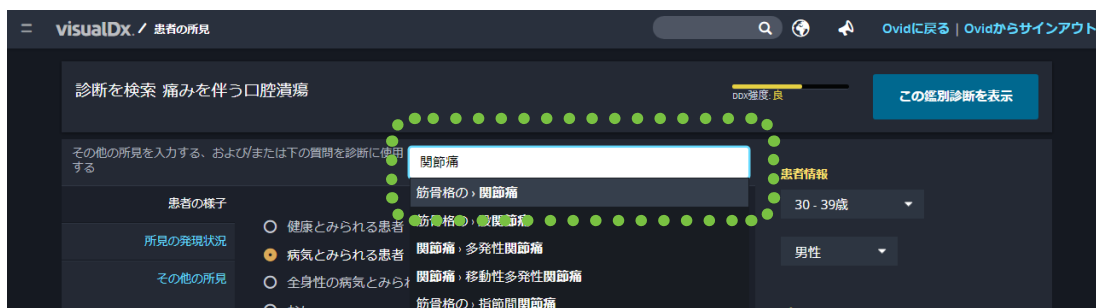 visualDx. / 患者の所見
Ovidに戻る | Ovidからサインアウト
診断を検索 痛みを伴う口腔潰瘍
DDX強度: 良
この鑑別診断を表示
その他の所見を入力する、および/または下の質問を診断に使用
する
関節痛
患者情報
筋骨格の › 関節痛
患者の様子
30 - 39歳
筋骨格の › 股関節痛
健康とみられる患者
所見の発現状況
関節痛 › 多発性関節痛
男性
病気とみられる患者
その他の所見
関節痛 › 移動性多発性関節痛
全身性の病気とみられ
筋骨格の › 指節間関節痛